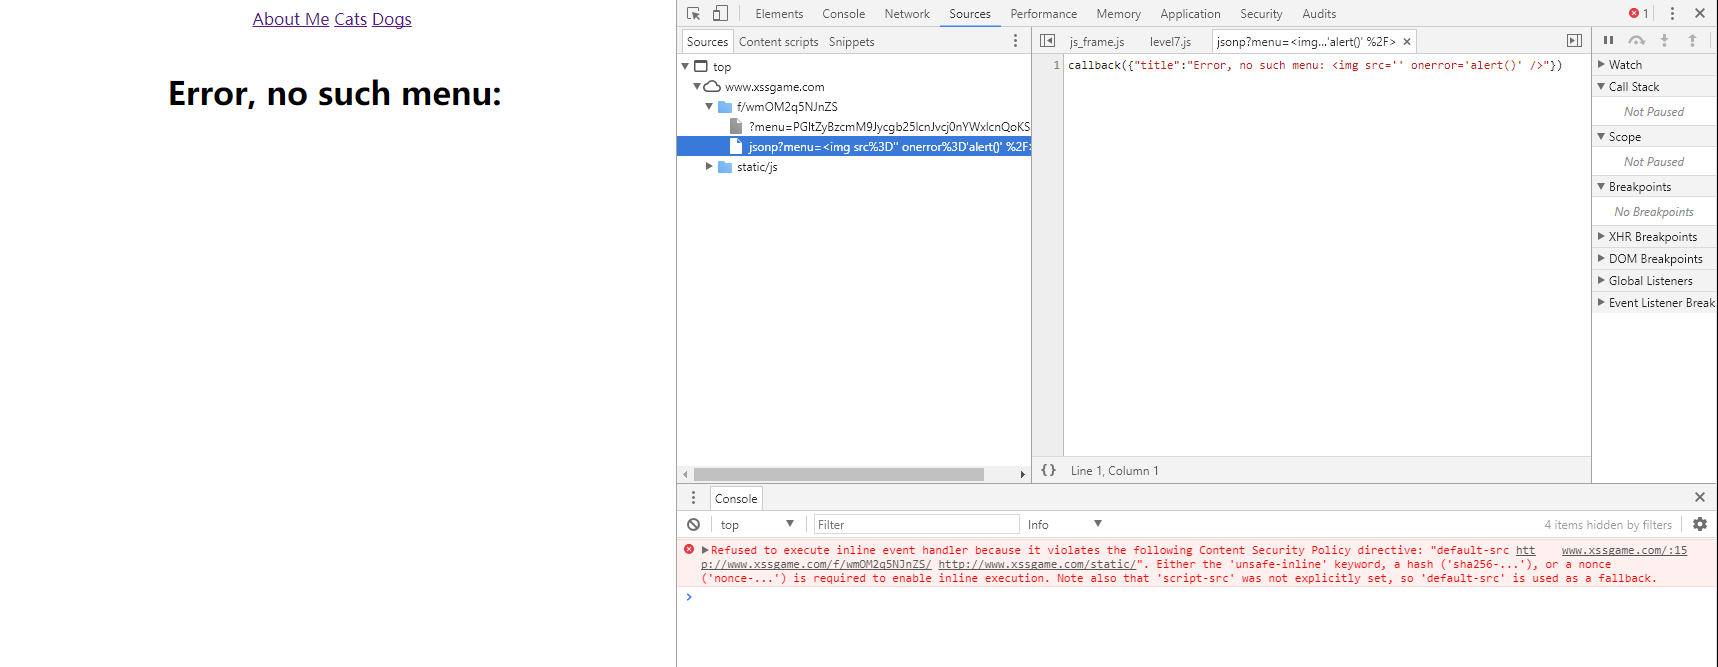 About Me Cats Dogs
Error, no such menu:
Elements Console Network Sources Performance Memory Application Security Audits 1
Sources Content scripts Snippets
js_frame.js level7.js jsonp?menu=<img...'alert()' %2F>
top
www.xssgame.com
f/wmOM2q5NJnZS
?menu=PGltZyBzcmM9Jycgb25lcnJvcj0nYWxlcnQoKS
jsonp?menu=<img src%3D'' onerror%3D'alert()' %2F>
static/js
1 callback({"title":"Error, no such menu: <img src='' onerror='alert()' />"})
{} Line 1, Column 1
Watch
Call Stack
Not Paused
Scope
Not Paused
Breakpoints
No Breakpoints
XHR Breakpoints
DOM Breakpoints
Global Listeners
Event Listener Break
Console
top Filter Info 4 items hidden by filters
Refused to execute inline event handler because it violates the following Content Security Policy directive: "default-src htt www.xssgame.com/:15
p://www.xssgame.com/f/wmOM2q5NJnZS/ http://www.xssgame.com/static/". Either the 'unsafe-inline' keyword, a hash ('sha256-...'), or a nonce
('nonce-...') is required to enable inline execution. Note also that 'script-src' was not explicitly set, so 'default-src' is used as a fallback.